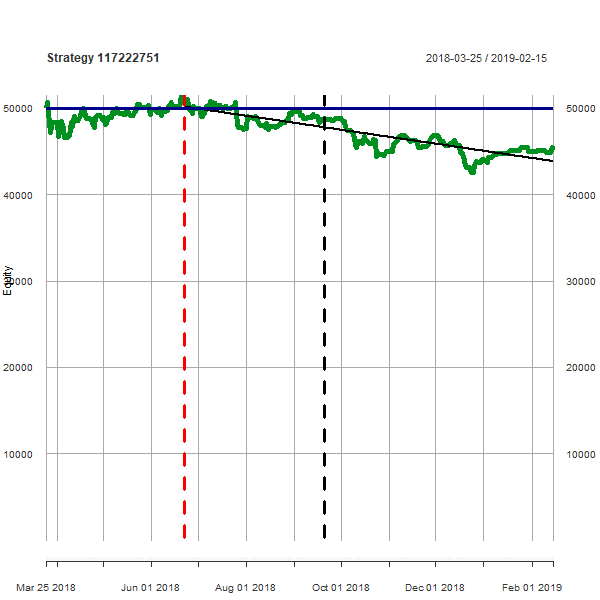 Strategy 117222751
2018-03-25 / 2019-02-15
50000 50000
40000 40000
30000 30000
20000 20000
10000 10000
Equity
Mar 25 2018 Jun 01 2018 Aug 01 2018 Oct 01 2018 Dec 01 2018 Feb 01 2019